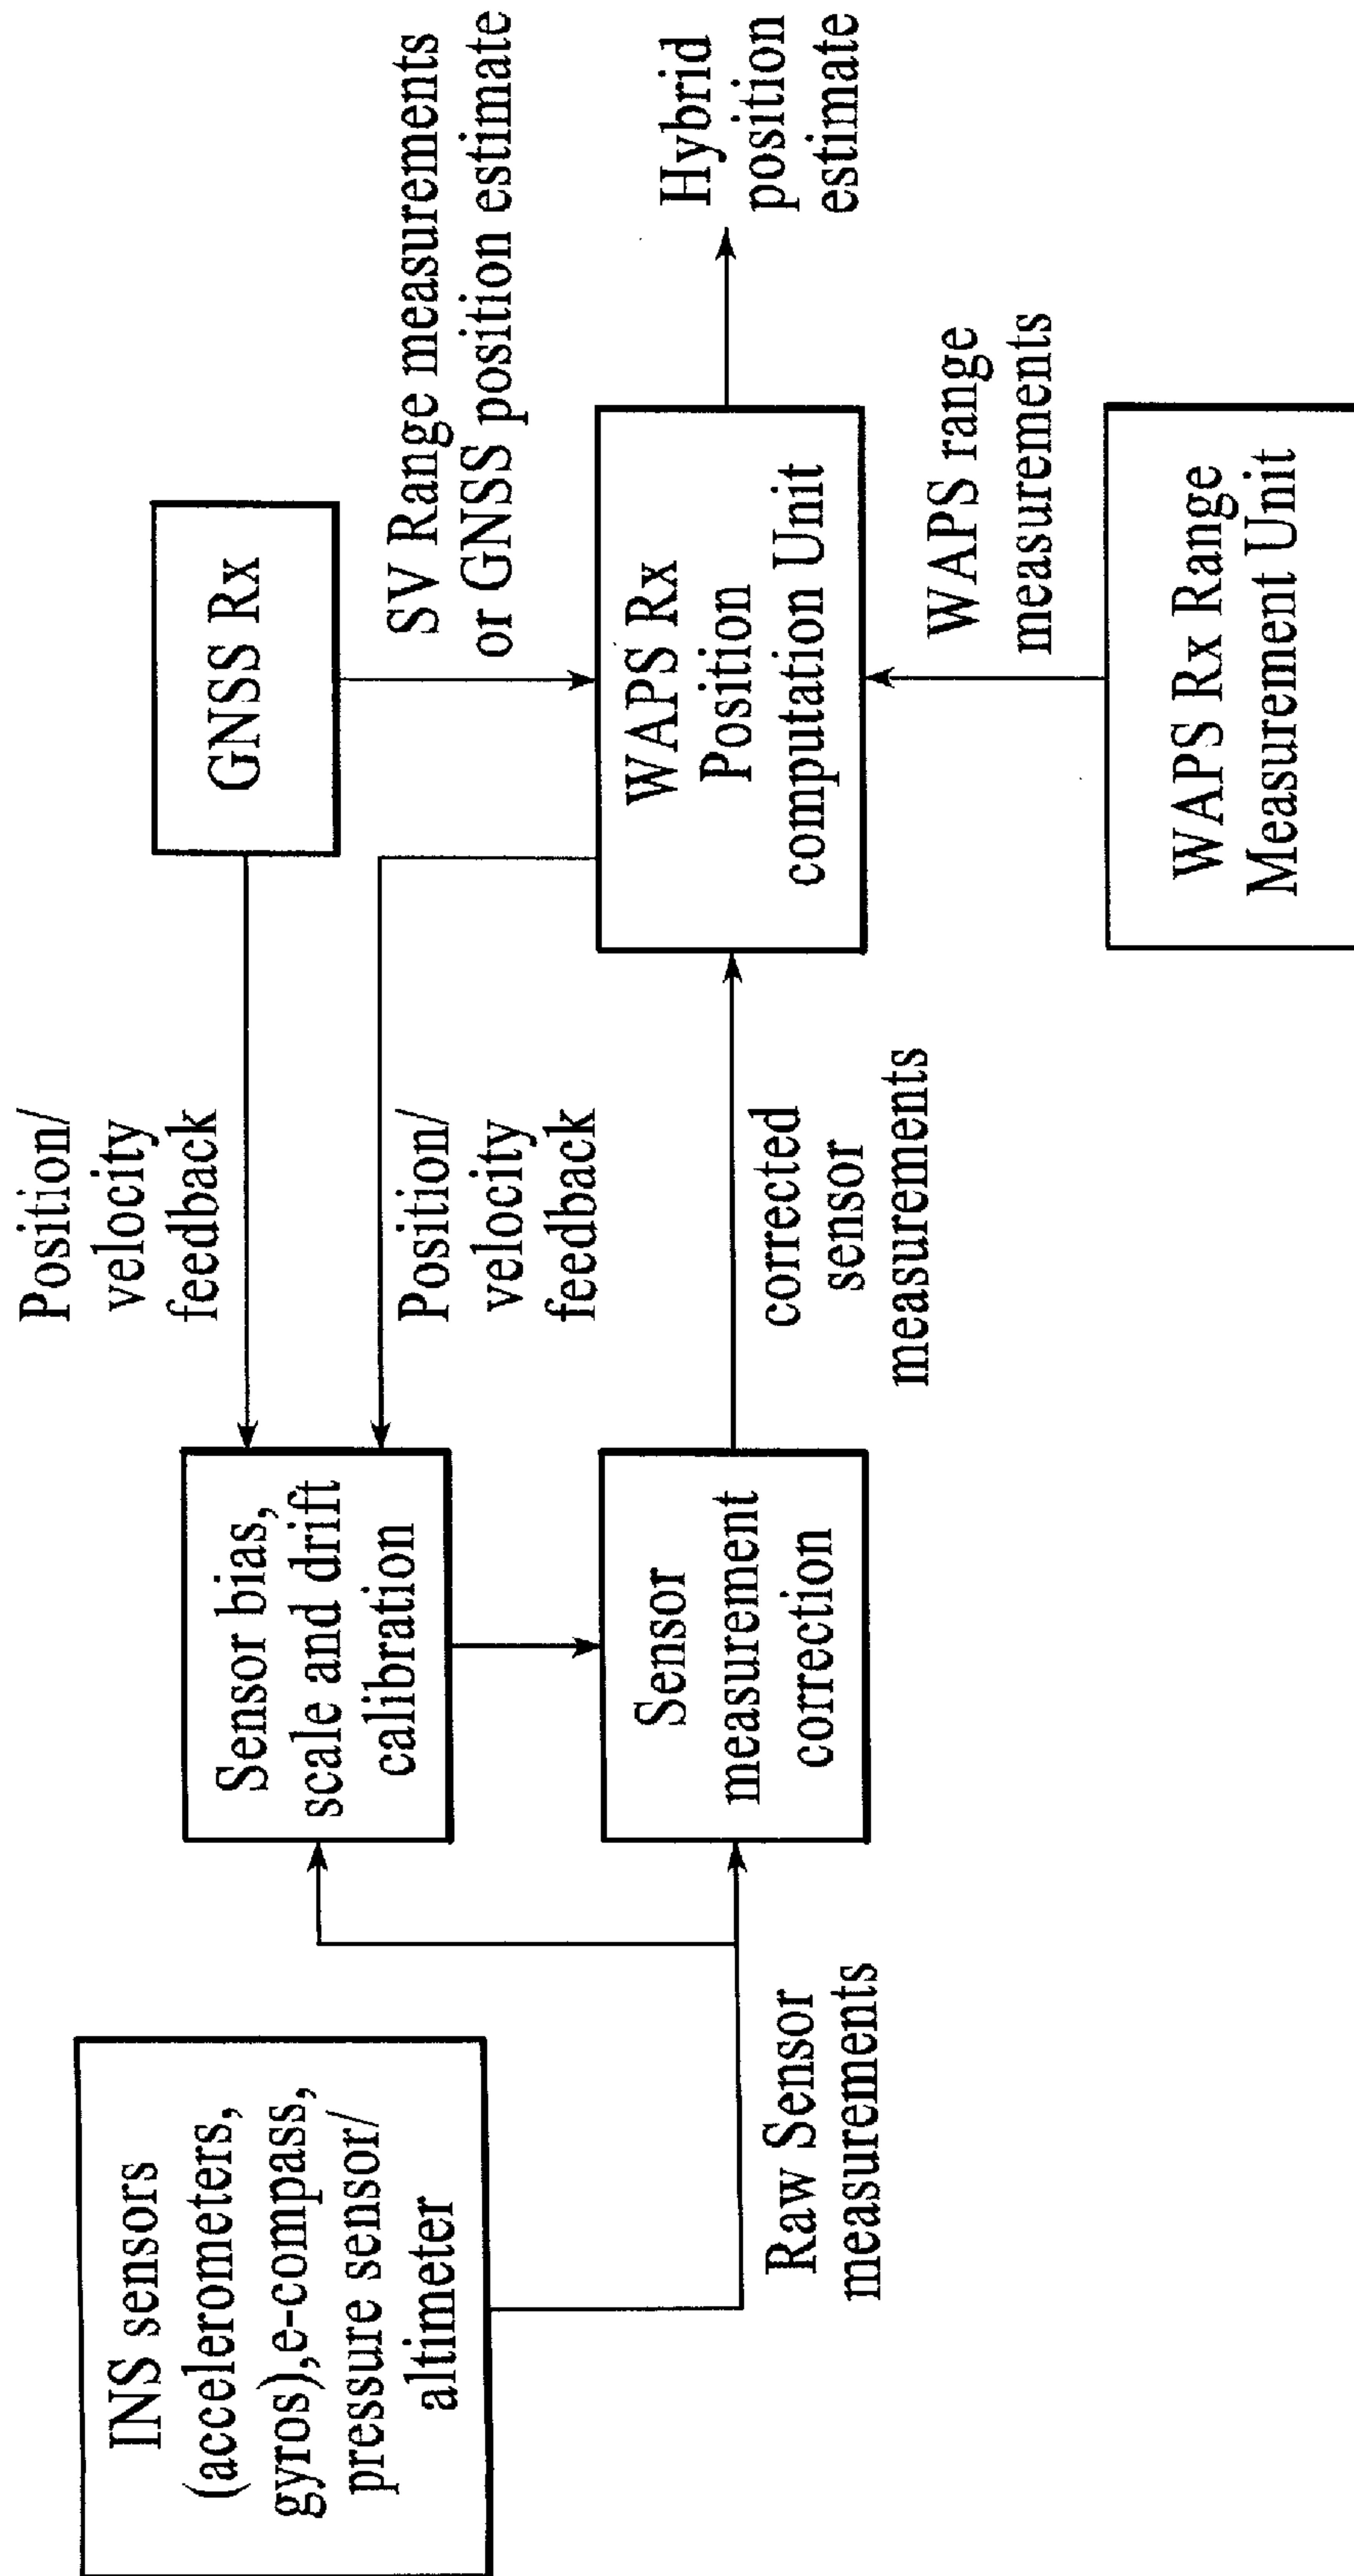 INS sensors
(accelerometers,
gyros),e-compass,
pressure sensor/
altimeter
Raw Sensor
measurements
Sensor bias,
scale and drift
calibration
Sensor
measurement
correction
Position/
velocity
feedback
Position/
velocity
feedback
corrected
sensor
measurements
GNSS Rx
SV Range measurements
or GNSS position estimate
WAPS Rx
Position
computation Unit
Hybrid
position
estimate
WAPS range
measurements
WAPS Rx Range
Measurement Unit